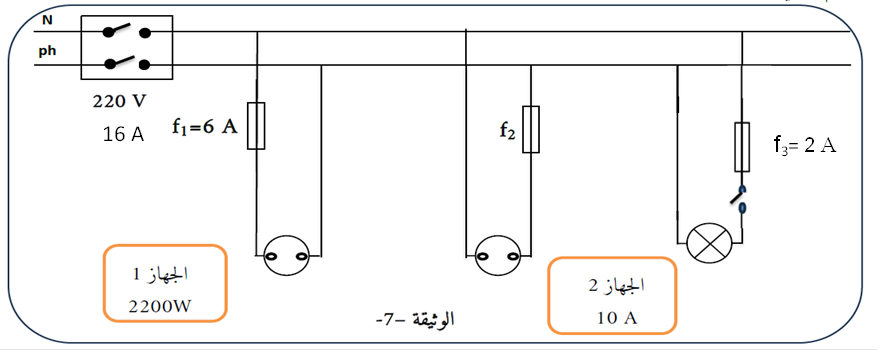 N
ph
220 V
16 A
f₁=6 A
f₂
f₃= 2 A
الجهاز 1
2200W
الجهاز 2
10 A
الوثيقة –7-